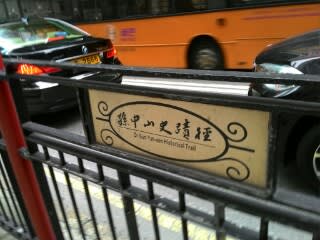 孫中山史蹟徑
Dr Sun Yat-sen Historical Trail